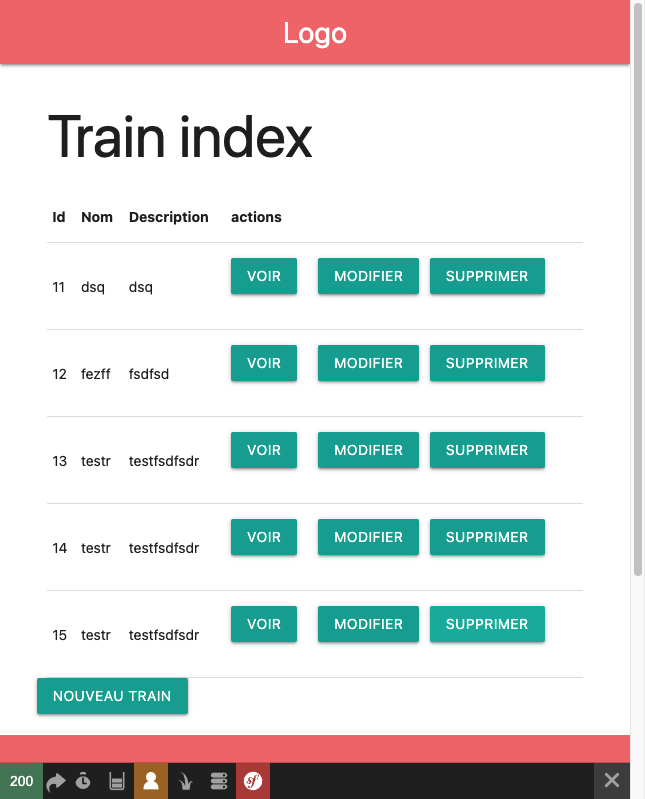 Logo
Train index
Id Nom Description actions
11 dsq dsq VOIR MODIFIER SUPPRIMER
12 fezff fsdfsd VOIR MODIFIER SUPPRIMER
13 testr testfsdfsdr VOIR MODIFIER SUPPRIMER
14 testr testfsdfsdr VOIR MODIFIER SUPPRIMER
15 testr testfsdfsdr VOIR MODIFIER SUPPRIMER
NOUVEAU TRAIN
200 sf